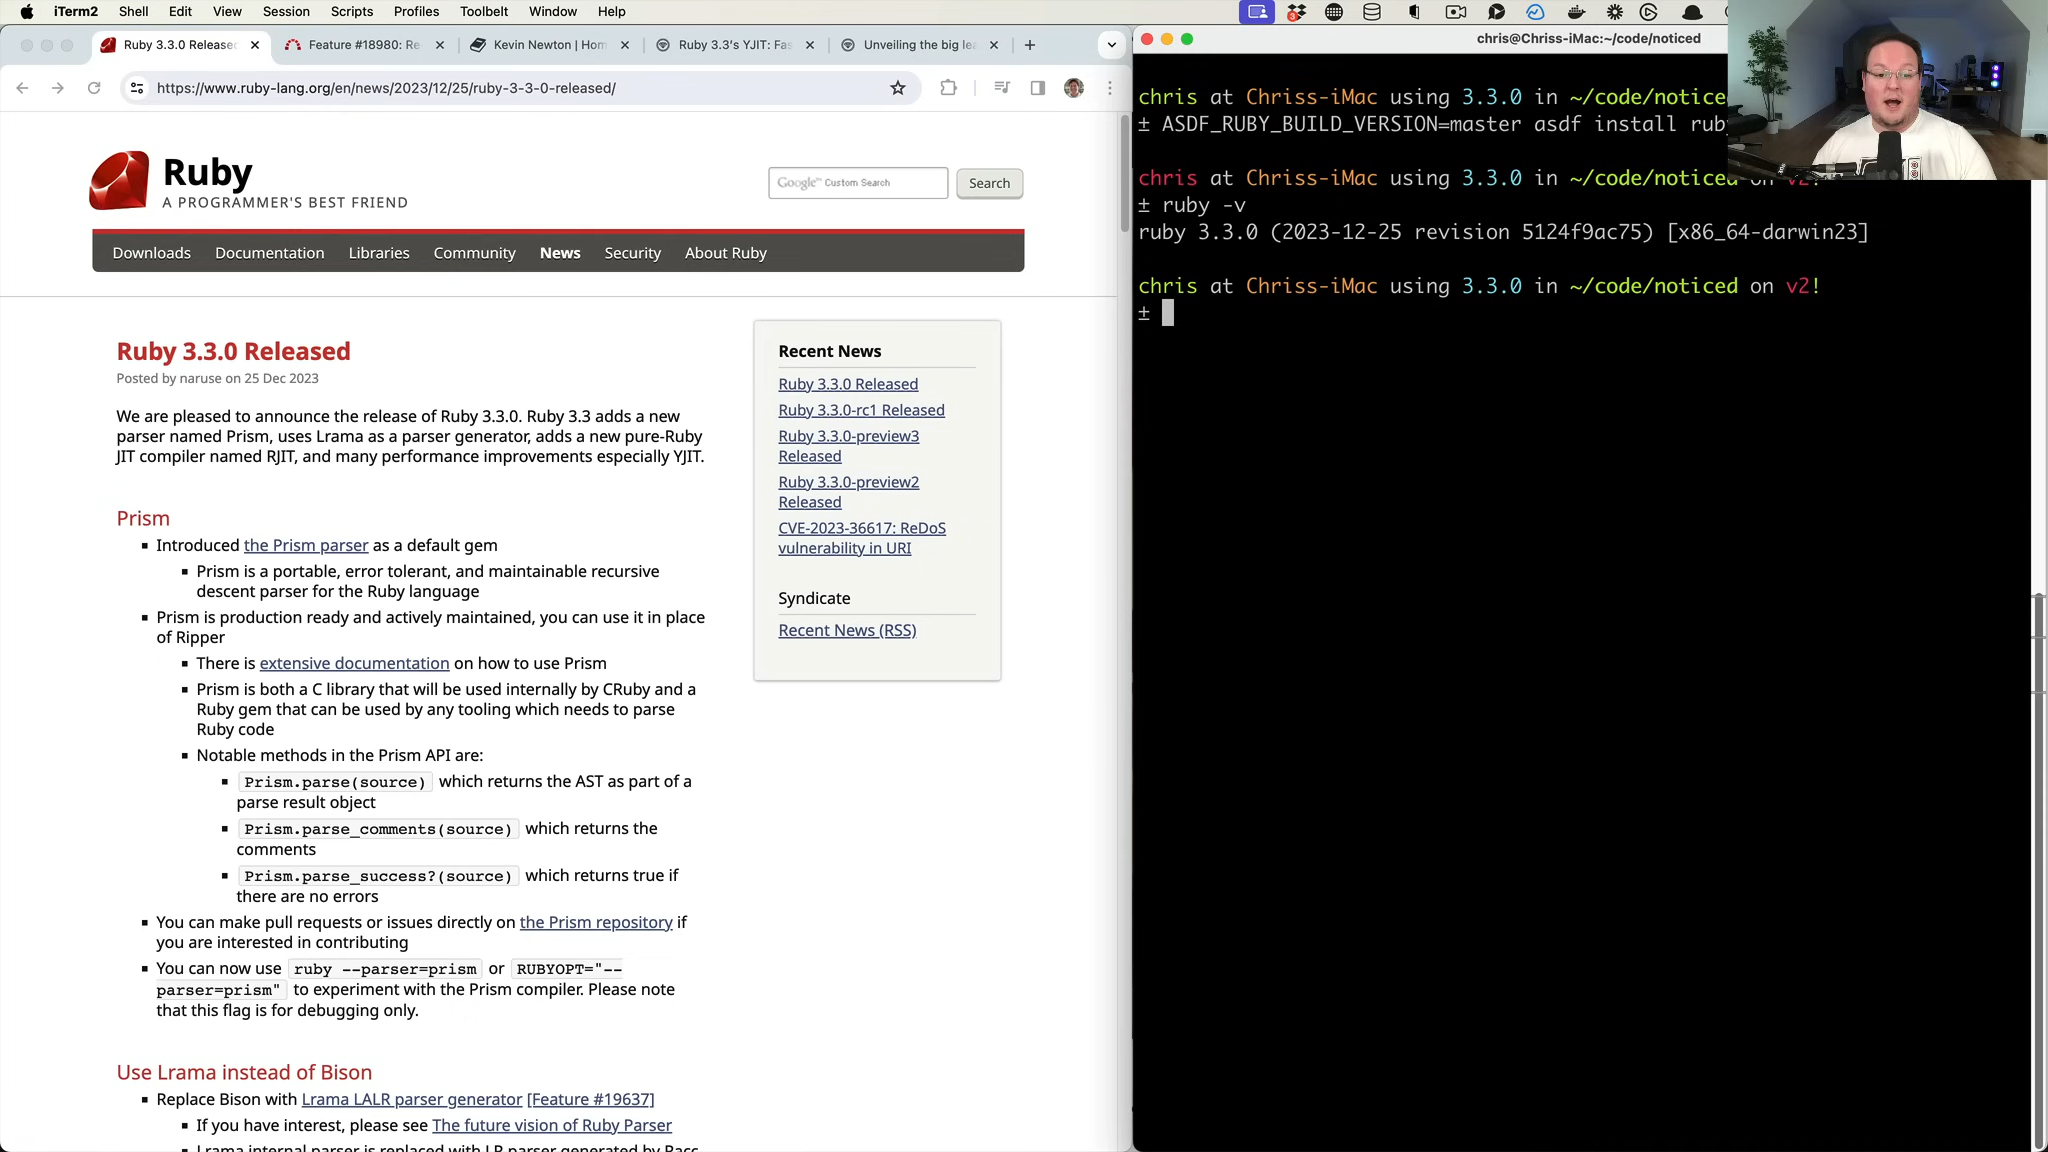 iTerm2 Shell Edit View Session Scripts Profiles Toolbelt Window Help
3
Ruby 3.3.0 Released
Feature #18980: Re
Kevin Newton | Hom
Ruby 3.3's YJIT: Fas
Unveiling the big lea
https://www.ruby-lang.org/en/news/2023/12/25/ruby-3-3-0-released/
Ruby
A PROGRAMMER'S BEST FRIEND
Google™ Custom Search
Search
Downloads Documentation Libraries Community News Security About Ruby
Ruby 3.3.0 Released
Posted by naruse on 25 Dec 2023
We are pleased to announce the release of Ruby 3.3.0. Ruby 3.3 adds a new
parser named Prism, uses Lrama as a parser generator, adds a new pure-Ruby
JIT compiler named RJIT, and many performance improvements especially YJIT.
Prism
Introduced the Prism parser as a default gem
Prism is a portable, error tolerant, and maintainable recursive
descent parser for the Ruby language
Prism is production ready and actively maintained, you can use it in place
of Ripper
There is extensive documentation on how to use Prism
Prism is both a C library that will be used internally by CRuby and a
Ruby gem that can be used by any tooling which needs to parse
Ruby code
Notable methods in the Prism API are:
Prism.parse(source) which returns the AST as part of a
parse result object
Prism.parse_comments(source) which returns the
comments
Prism.parse_success?(source) which returns true if
there are no errors
You can make pull requests or issues directly on the Prism repository if
you are interested in contributing
You can now use ruby --parser=prism or RUBYOPT="--
parser=prism" to experiment with the Prism compiler. Please note
that this flag is for debugging only.
Use Lrama instead of Bison
Replace Bison with Lrama LALR parser generator [Feature #19637]
If you have interest, please see The future vision of Ruby Parser
Lrama internal parser is replaced with LR parser generated by Racc
Recent News
Ruby 3.3.0 Released
Ruby 3.3.0-rc1 Released
Ruby 3.3.0-preview3
Released
Ruby 3.3.0-preview2
Released
CVE-2023-36617: ReDoS
vulnerability in URI
Syndicate
Recent News (RSS)
chris@Chriss-iMac:~/code/noticed
chris at Chriss-iMac using 3.3.0 in ~/code/notice
± ASDF_RUBY_BUILD_VERSION=master asdf install ruby
chris at Chriss-iMac using 3.3.0 in ~/code/noticed on v2!
± ruby -v
ruby 3.3.0 (2023-12-25 revision 5124f9ac75) [x86_64-darwin23]
chris at Chriss-iMac using 3.3.0 in ~/code/noticed on v2!
±